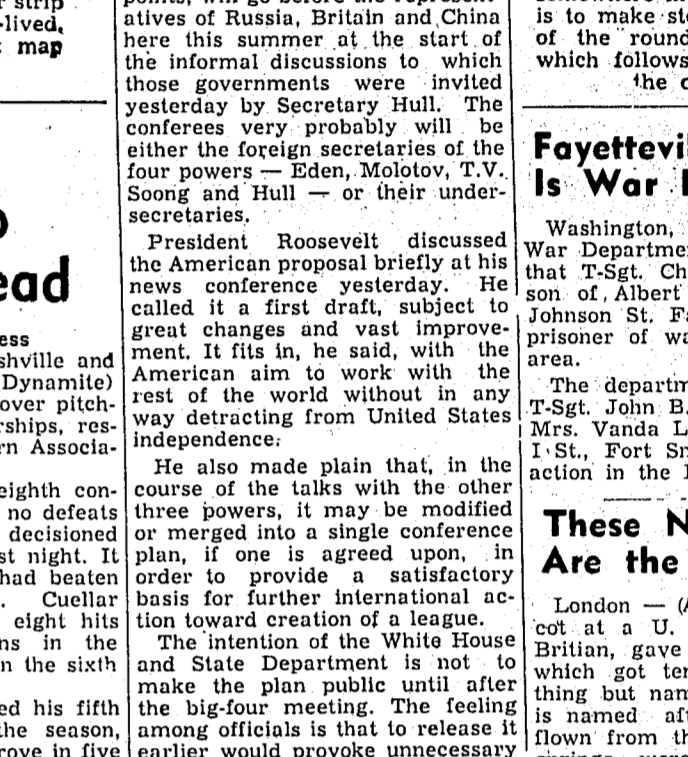 r strip
-lived,
map
ead
ess
shville and
Dynamite)
over pitch-
rships, res-
rn Associa-
eighth con-
no defeats
decisioned
st night. It
had beaten
. Cuellar
eight hits
ns in the
n the sixth
ed his fifth
the season,
rove in five
atives of Russia, Britain and China
here this summer at the start of
the informal discussions to which
those governments were invited
yesterday by Secretary Hull. The
conferees very probably will be
either the foreign secretaries of the
four powers — Eden, Molotov, T.V.
Soong and Hull — or their under-
secretaries.
President Roosevelt discussed
the American proposal briefly at his
news conference yesterday. He
called it a first draft, subject to
great changes and vast improve-
ment. It fits in, he said, with the
American aim to work with the
rest of the world without in any
way detracting from United States
independence.
He also made plain that, in the
course of the talks with the other
three powers, it may be modified
or merged into a single conference
plan, if one is agreed upon, in
order to provide a satisfactory
basis for further international ac-
tion toward creation of a league.
The intention of the White House
and State Department is not to
make the plan public until after
the big-four meeting. The feeling
among officials is that to release it
earlier would provoke unnecessary
is to make st
of the "round
which follows
the c
Fayettevi
Is War
Washington,
War Departme
that T-Sgt. Ch
son of Albert
Johnson St. Fa
prisoner of wa
area.
The departm
T-Sgt. John B.
Mrs. Vanda L
I St., Fort Sm
action in the
These N
Are the
London — (A
cot at a U.
Britian, gave
which got ter
thing but nam
is named aft
flown from th